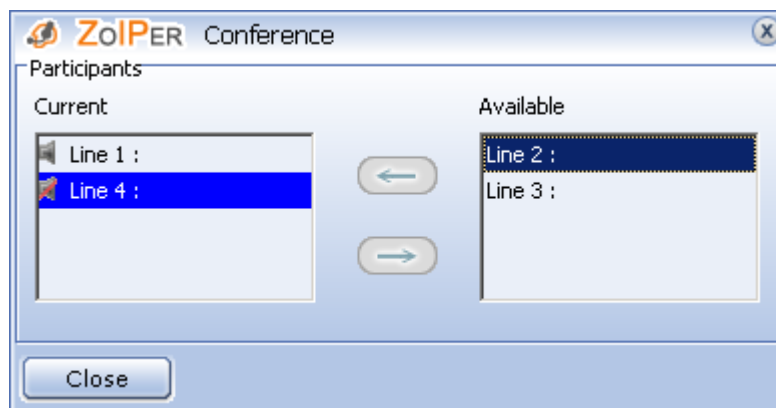 ZoIPER Conference
Participants
Current
Available
Line 1 :
Line 4 :
Line 2 :
Line 3 :
Close